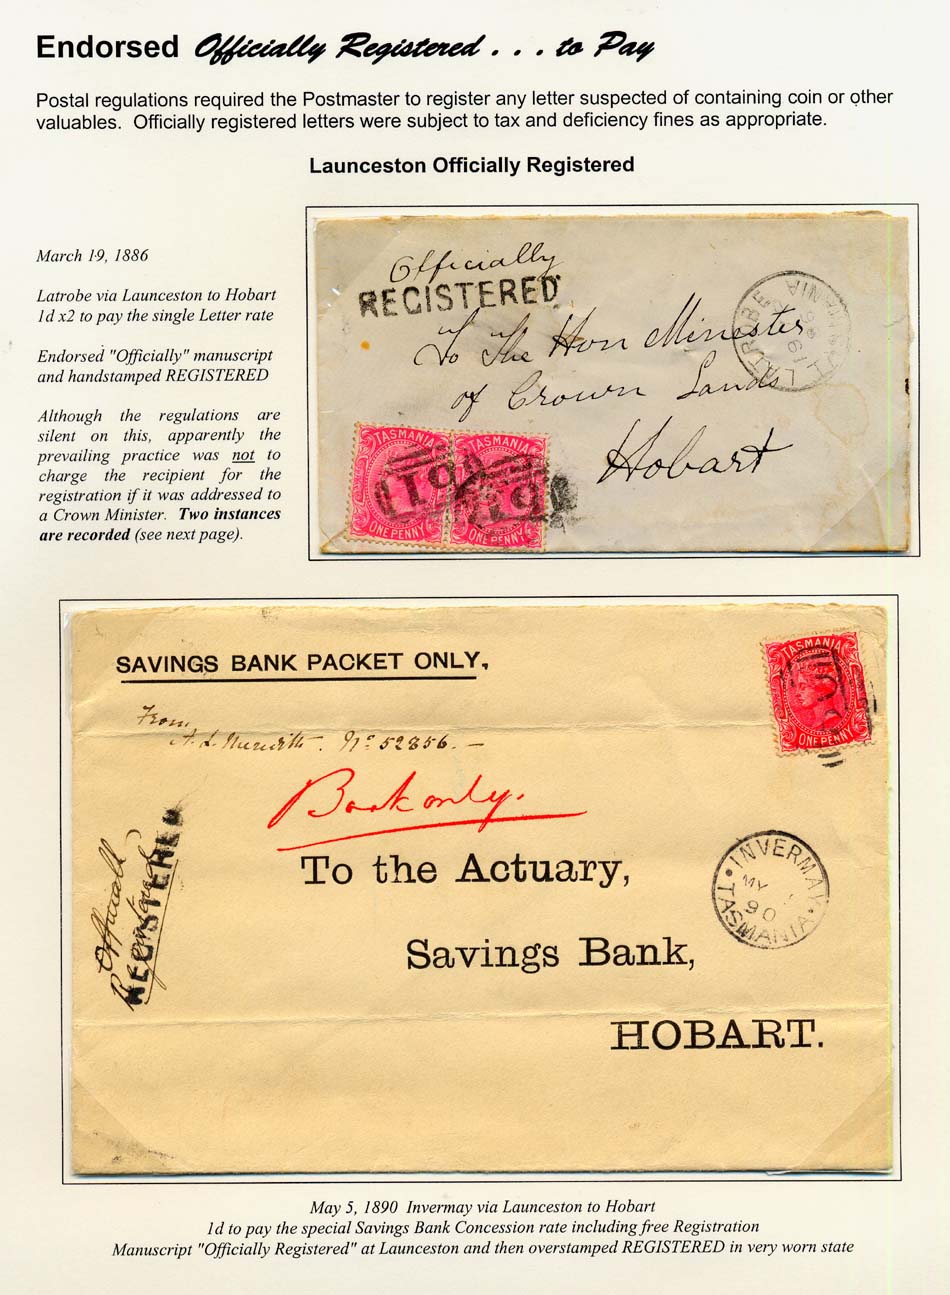 Endorsed Officially Registered . . . to Pay
Postal regulations required the Postmaster to register any letter suspected of containing coin or other
valuables. Officially registered letters were subject to tax and deficiency fines as appropriate.
Launceston Officially Registered
March 19, 1886
Latrobe via Launceston to Hobart
1d x2 to pay the single Letter rate
Endorsed "Officially" manuscript
and handstamped REGISTERED
Although the regulations are
silent on this, apparently the
prevailing practice was not to
charge the recipient for the
registration if it was addressed to
a Crown Minister. Two instances
are recorded (see next page).
Officially
REGISTERED.
To The Hon Minester
of Crown Lands
Hobart
LATROBE
TASMANIA
TASMANIA TASMANIA
ONE PENNY ONE PENNY
SAVINGS BANK PACKET ONLY,
From
No 52856. —
Book only.
To the Actuary,
Savings Bank,
HOBART.
TASMANIA
ONE PENNY
INVERMAY
MY
90
TASMANIA
Officially
Registered
REGISTERED
May 5, 1890 Invermay via Launceston to Hobart
1d to pay the special Savings Bank Concession rate including free Registration
Manuscript "Officially Registered" at Launceston and then overstamped REGISTERED in very worn state